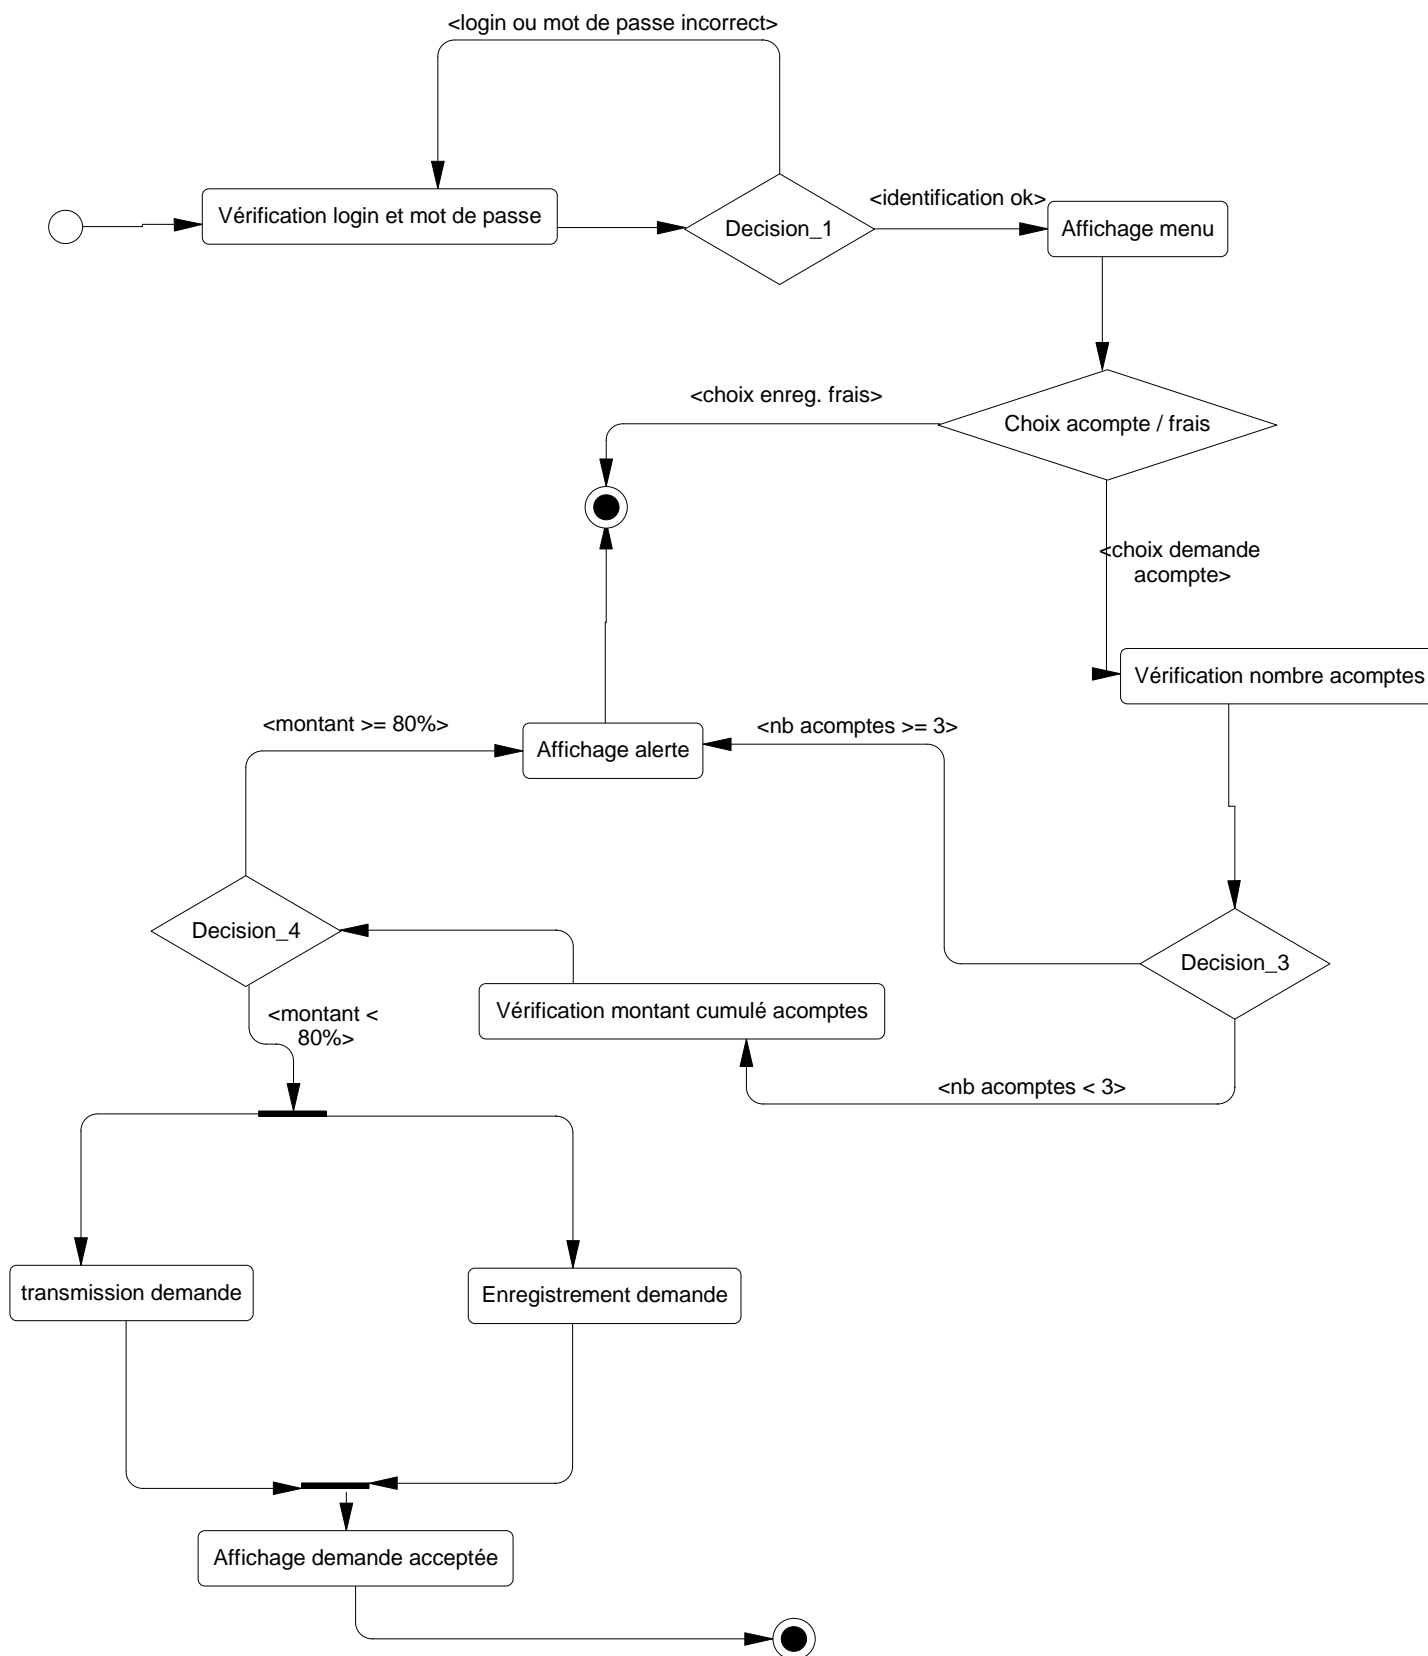 <login ou mot de passe incorrect>
Vérification login et mot de passe
Decision_1
<identification ok>
Affichage menu
<choix enreg. frais>
Choix acompte / frais
<choix demande
acompte>
Vérification nombre acomptes
<montant >= 80%>
Affichage alerte
<nb acomptes >= 3>
Decision_4
Decision_3
<montant <
80%>
Vérification montant cumulé acomptes
<nb acomptes < 3>
transmission demande
Enregistrement demande
Affichage demande acceptée